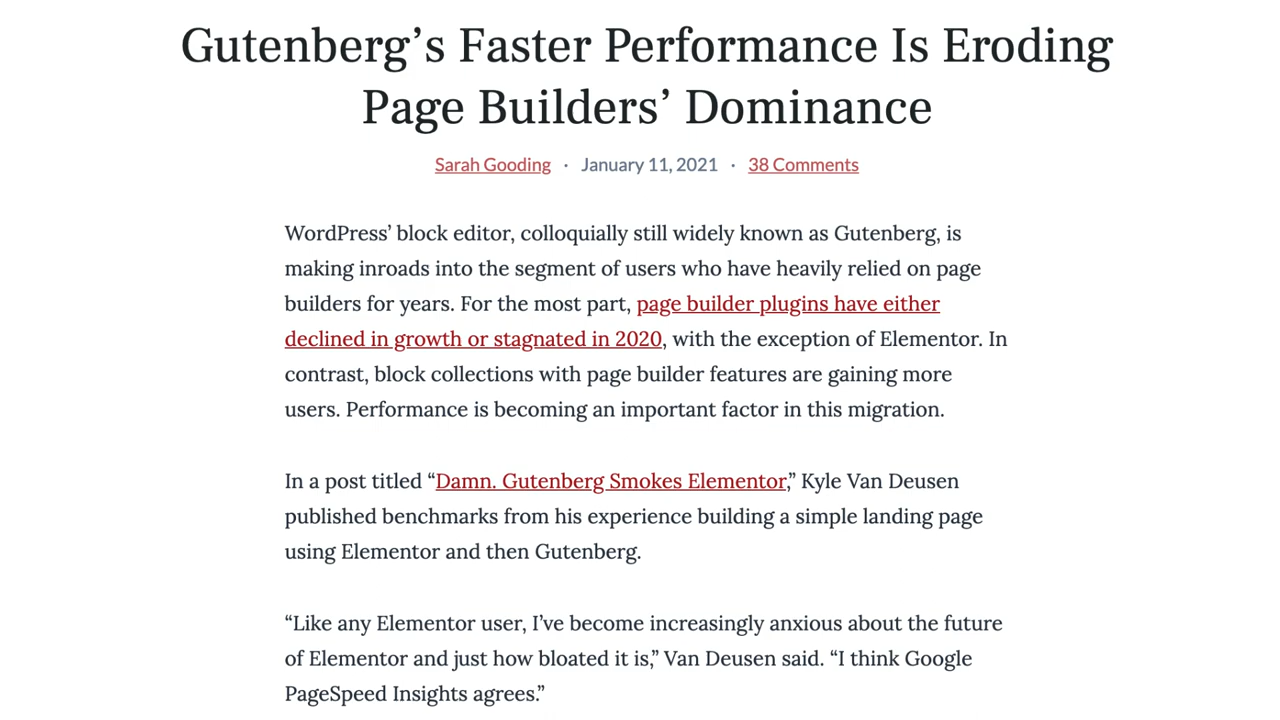 Gutenberg’s Faster Performance Is Eroding
Page Builders’ Dominance
Sarah Gooding · January 11, 2021 · 38 Comments
WordPress’ block editor, colloquially still widely known as Gutenberg, is
making inroads into the segment of users who have heavily relied on page
builders for years. For the most part, page builder plugins have either
declined in growth or stagnated in 2020, with the exception of Elementor. In
contrast, block collections with page builder features are gaining more
users. Performance is becoming an important factor in this migration.
In a post titled “Damn. Gutenberg Smokes Elementor,” Kyle Van Deusen
published benchmarks from his experience building a simple landing page
using Elementor and then Gutenberg.
“Like any Elementor user, I’ve become increasingly anxious about the future
of Elementor and just how bloated it is,” Van Deusen said. “I think Google
PageSpeed Insights agrees.”